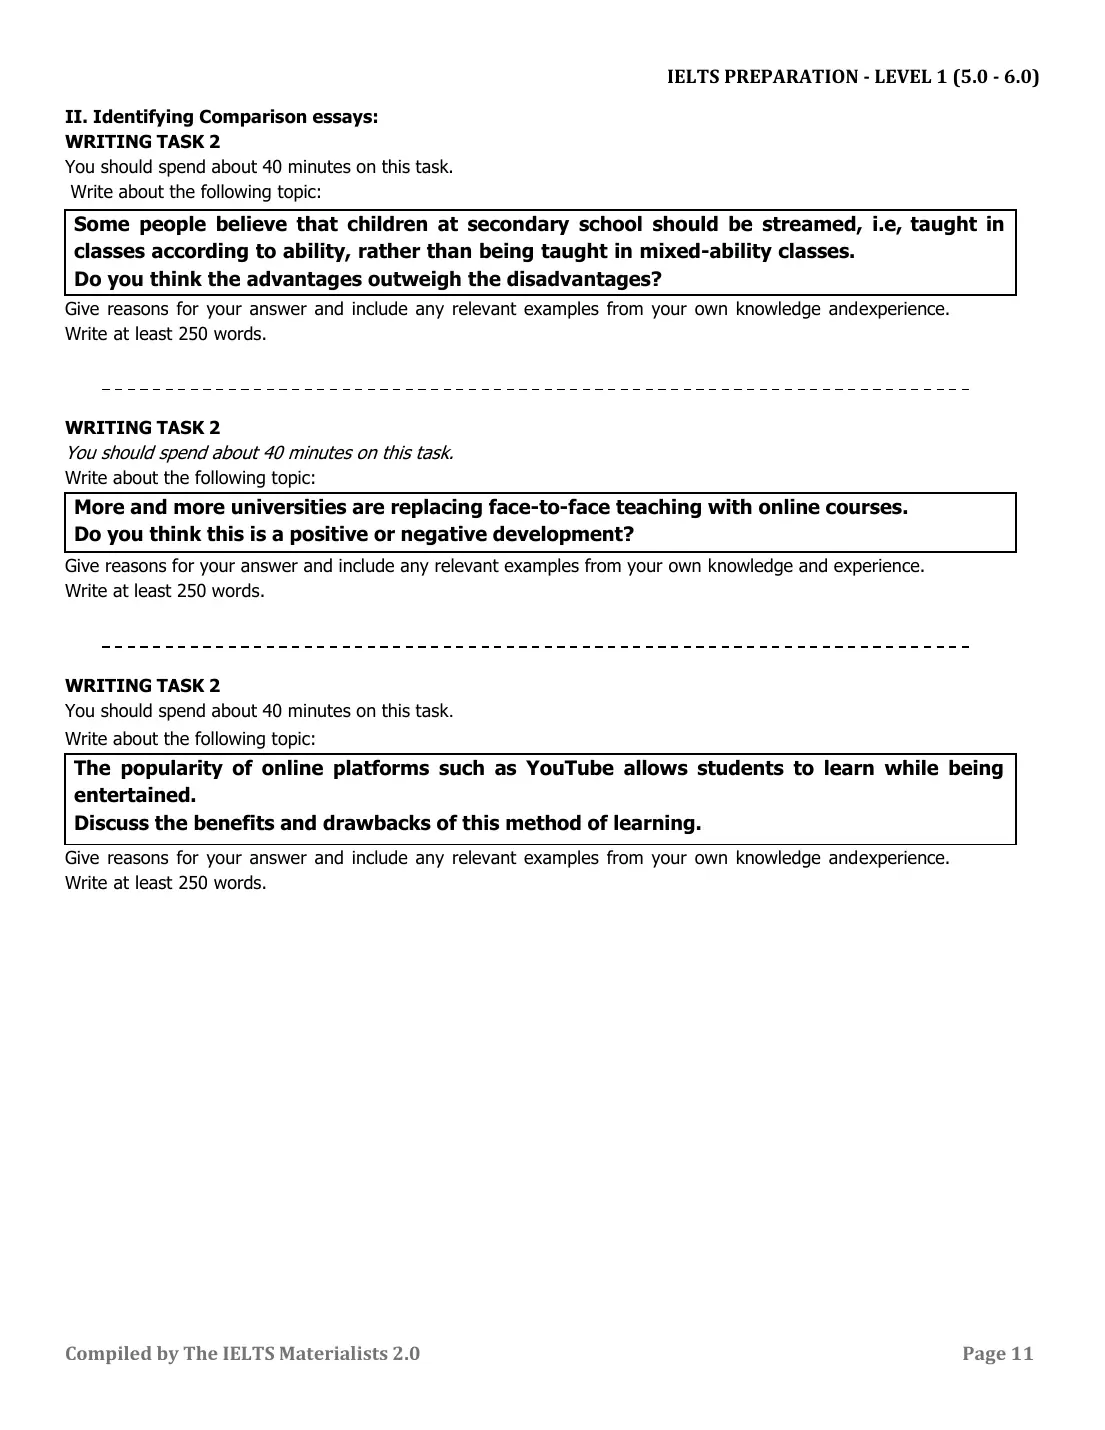 IELTS PREPARATION - LEVEL 1 (5.0 - 6.0)
II. Identifying Comparison essays:
WRITING TASK 2
You should spend about 40 minutes on this task.
Write about the following topic:
Some people believe that children at secondary school should be streamed, i.e, taught in
classes according to ability, rather than being taught in mixed-ability classes.
Do you think the advantages outweigh the disadvantages?
Give reasons for your answer and include any relevant examples from your own knowledge andexperience.
Write at least 250 words.
WRITING TASK 2
You should spend about 40 minutes on this task.
Write about the following topic:
More and more universities are replacing face-to-face teaching with online courses.
Do you think this is a positive or negative development?
Give reasons for your answer and include any relevant examples from your own knowledge and experience.
Write at least 250 words.
WRITING TASK 2
You should spend about 40 minutes on this task.
Write about the following topic:
The popularity of online platforms such as YouTube allows students to learn while being
entertained.
Discuss the benefits and drawbacks of this method of learning.
Give reasons for your answer and include any relevant examples from your own knowledge andexperience.
Write at least 250 words.
Compiled by The IELTS Materialists 2.0 Page 11